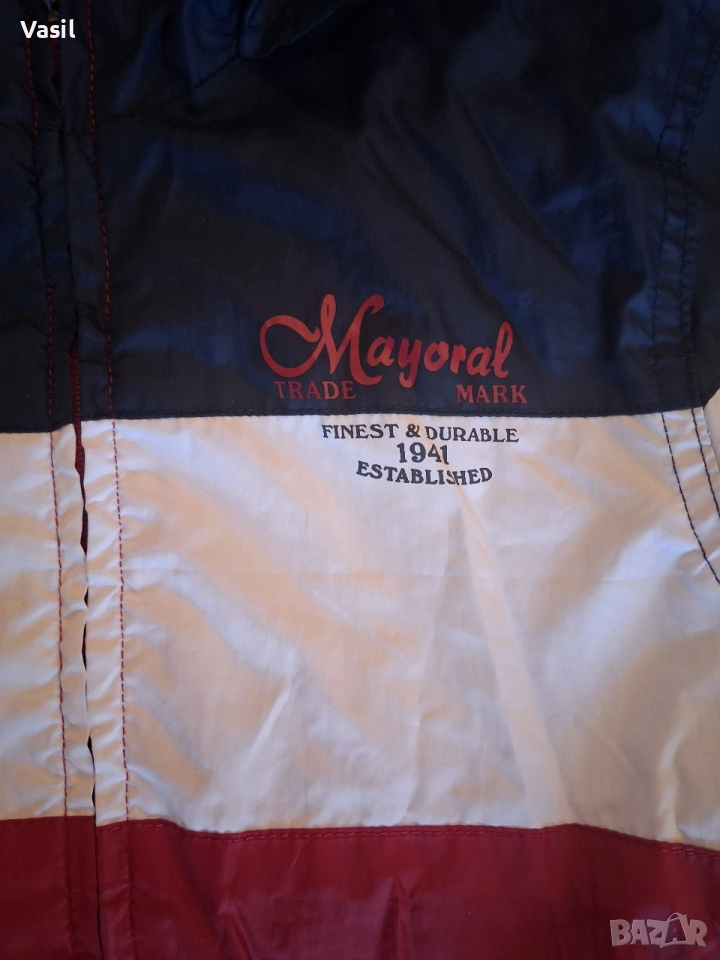 Vasil
Mayoral
TRADE MARK
FINEST & DURABLE
1941
ESTABLISHED
BAZAR